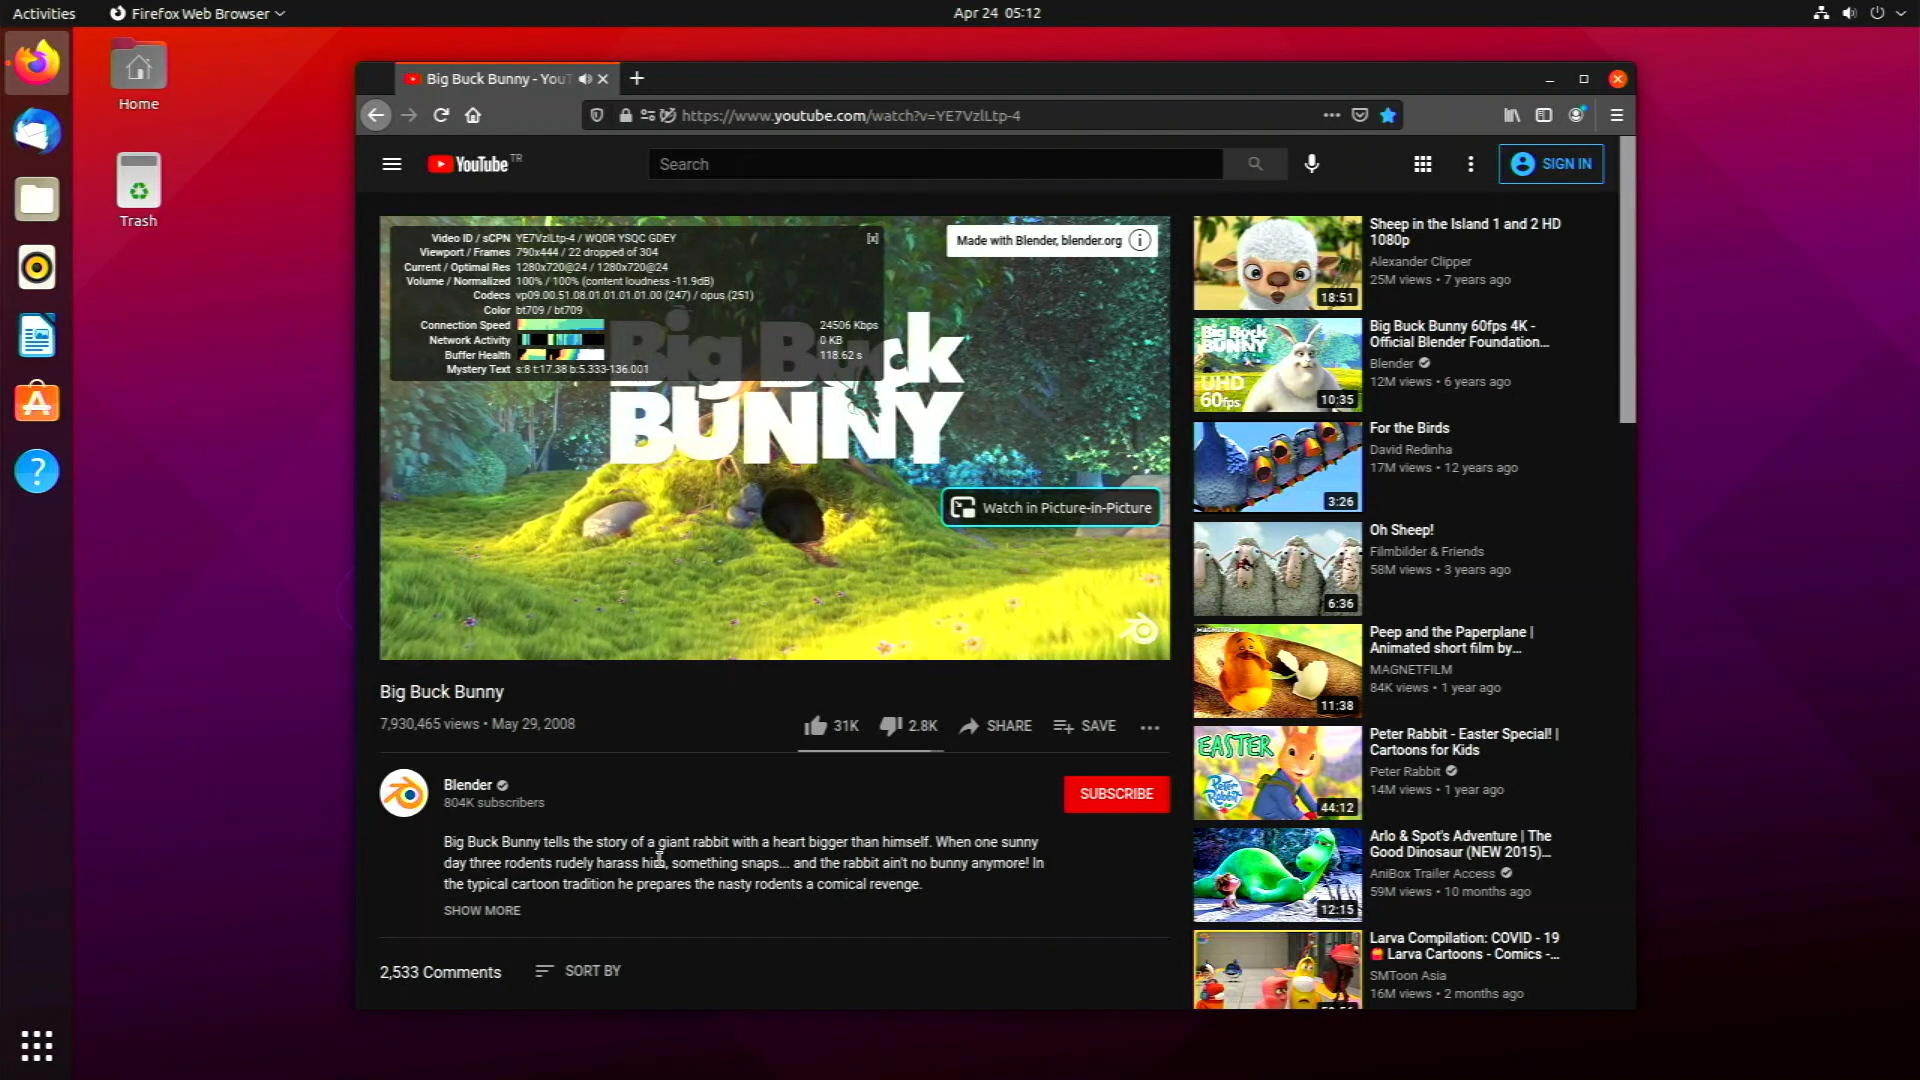 Activities
Firefox Web Browser
Apr 24 05:12
Home
Trash
Big Buck Bunny - YouT
https://www.youtube.com/watch?v=YE7VzlLtp-4
YouTube TR
Search
SIGN IN
Video ID / sCPN YE7VzlLtp-4 / WQ0R YSQC GDEY
[x]
Viewport / Frames 790x444 / 22 dropped of 304
Current / Optimal Res 1280x720@24 / 1280x720@24
Volume / Normalized 100% / 100% (content loudness -11.9dB)
Codecs vp09.00.51.08.01.01.01.01.00 (247) / opus (251)
Color bt709 / bt709
Connection Speed 24506 Kbps
Network Activity 0 KB
Buffer Health 118.62 s
Mystery Text s:8 t:17.38 b:5.333-136.001
Made with Blender, blender.org
Big Buck
BUNNY
Watch in Picture-in-Picture
Big Buck Bunny
7,930,465 views • May 29, 2008
31K
2.8K
SHARE
SAVE
Blender
804K subscribers
SUBSCRIBE
Big Buck Bunny tells the story of a giant rabbit with a heart bigger than himself. When one sunny
day three rodents rudely harass him, something snaps... and the rabbit ain't no bunny anymore! In
the typical cartoon tradition he prepares the nasty rodents a comical revenge.
SHOW MORE
2,533 Comments
SORT BY
18:51
Sheep in the Island 1 and 2 HD
1080p
Alexander Clipper
25M views • 7 years ago
BIG BUCK
BUNNY
UHD
60fps
10:35
Big Buck Bunny 60fps 4K -
Official Blender Foundation...
Blender
12M views • 6 years ago
3:26
For the Birds
David Redinha
17M views • 12 years ago
6:36
Oh Sheep!
Filmbilder & Friends
58M views • 3 years ago
MAGNETFILM
11:38
Peep and the Paperplane |
Animated short film by...
MAGNETFILM
84K views • 1 year ago
EASTER
Peter Rabbit
44:12
Peter Rabbit - Easter Special! |
Cartoons for Kids
Peter Rabbit
14M views • 1 year ago
12:15
Arlo & Spot's Adventure | The
Good Dinosaur (NEW 2015)...
AniBox Trailer Access
59M views • 10 months ago
Larva Compilation: COVID - 19
Larva Cartoons - Comics -...
SMToon Asia
16M views • 2 months ago